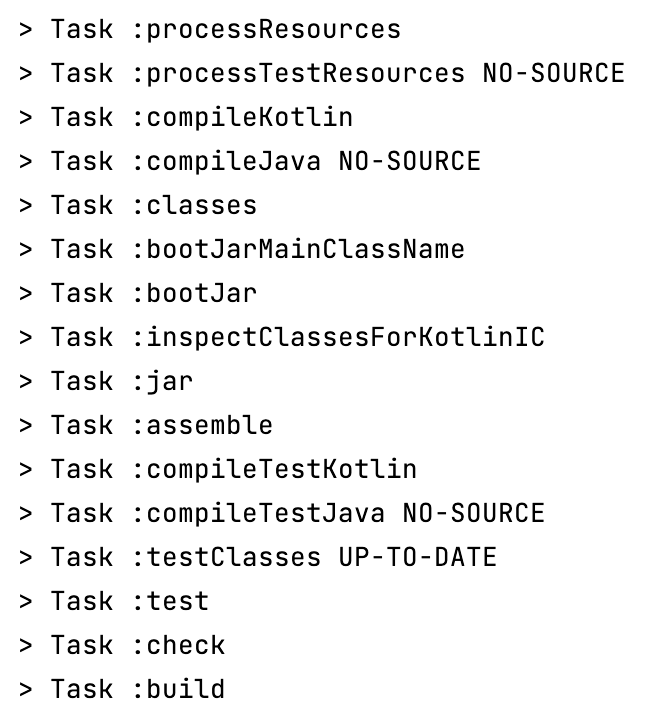 > Task :processResources
> Task :processTestResources NO-SOURCE
> Task :compileKotlin
> Task :compileJava NO-SOURCE
> Task :classes
> Task :bootJarMainClassName
> Task :bootJar
> Task :inspectClassesForKotlinIC
> Task :jar
> Task :assemble
> Task :compileTestKotlin
> Task :compileTestJava NO-SOURCE
> Task :testClasses UP-TO-DATE
> Task :test
> Task :check
> Task :build